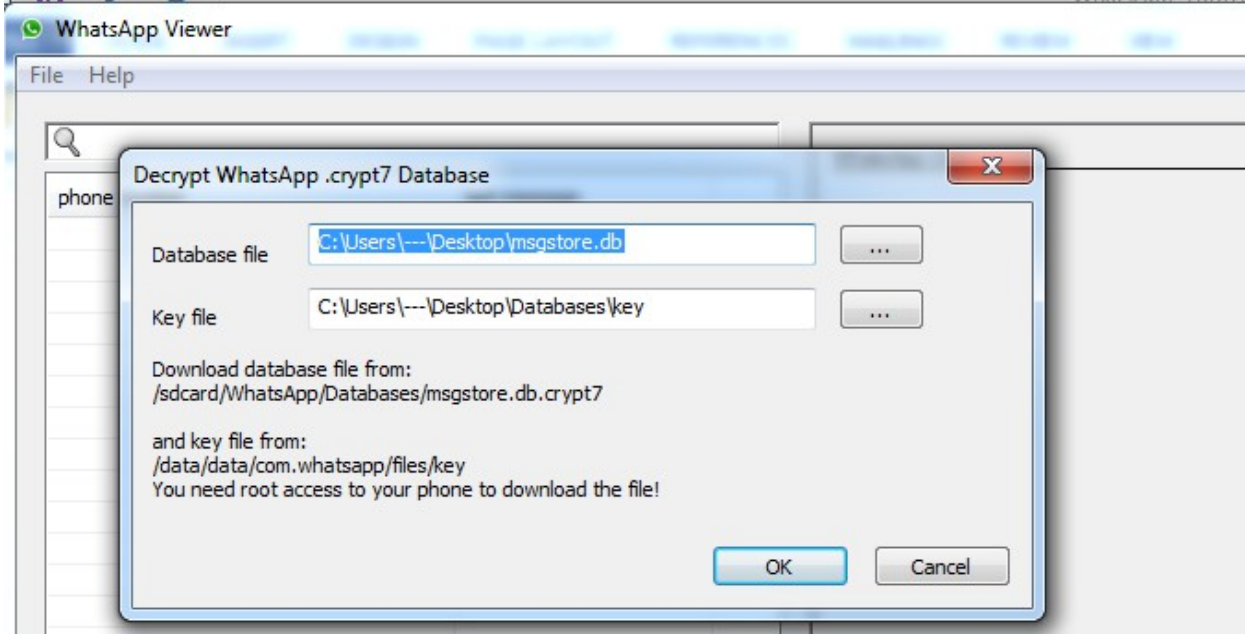 WhatsApp Viewer
File Help
Decrypt WhatsApp .crypt7 Database
phone
Database file
C:\Users\---\Desktop\msgstore.db
...
Key file
C:\Users\---\Desktop\Databases\key
...
Download database file from:
/sdcard/WhatsApp/Databases/msgstore.db.crypt7
and key file from:
/data/data/com.whatsapp/files/key
You need root access to your phone to download the file!
OK
Cancel